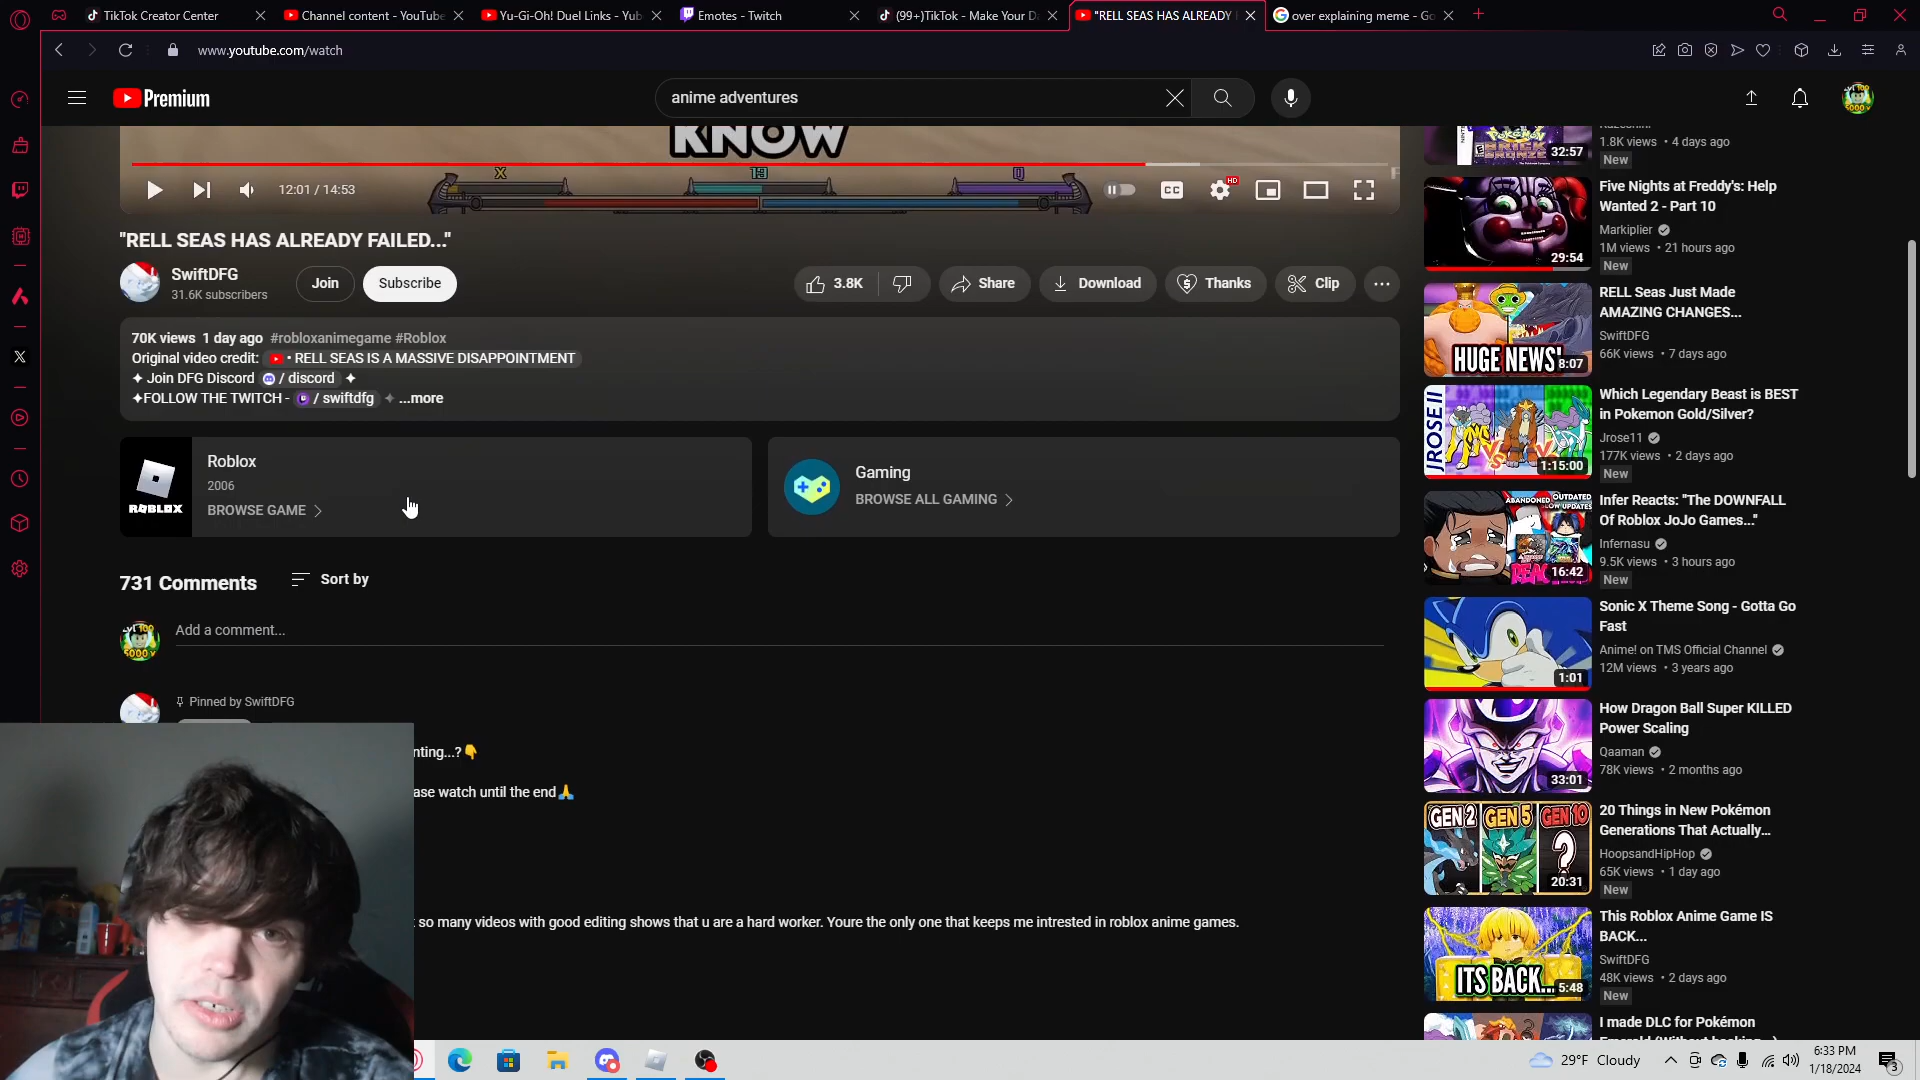 TikTok Creator Center
Channel content - YouTube
Yu-Gi-Oh! Duel Links - Yub
Emotes - Twitch
(99+)TikTok - Make Your Da
"RELL SEAS HAS ALREADY
over explaining meme - Go
www.youtube.com/watch
Premium
anime adventures
KNOW
X
13
Q
12:01 / 14:53
CC
HD
"RELL SEAS HAS ALREADY FAILED..."
SwiftDFG
31.6K subscribers
Join
Subscribe
3.8K
Share
Download
Thanks
Clip
70K views 1 day ago #robloxanimegame #Roblox
Original video credit: • RELL SEAS IS A MASSIVE DISAPPOINTMENT
✦ Join DFG Discord / discord ✦
✦FOLLOW THE TWITCH - / swiftdfg ✦ ...more
Roblox
2006
BROWSE GAME
ROBLOX
Gaming
BROWSE ALL GAMING
731 Comments
Sort by
Add a comment...
Pinned by SwiftDFG
nting...?👇
ase watch until the end🙏
so many videos with good editing shows that u are a hard worker. Youre the only one that keeps me intrested in roblox anime games.
32:57
1.8K views • 4 days ago
New
Five Nights at Freddy's: Help
Wanted 2 - Part 10
Markiplier
1M views • 21 hours ago
New
29:54
RELL Seas Just Made
AMAZING CHANGES...
SwiftDFG
66K views • 7 days ago
HUGE NEWS!
8:07
Which Legendary Beast is BEST
in Pokemon Gold/Silver?
Jrose11
177K views • 2 days ago
New
JROSE11
VS
1:15:00
Infer Reacts: "The DOWNFALL
Of Roblox JoJo Games..."
Infernasu
9.5K views • 3 hours ago
New
ABANDONED
OUTDATED
SLOW UPDATES
16:42
Sonic X Theme Song - Gotta Go
Fast
Anime! on TMS Official Channel
12M views • 3 years ago
1:01
How Dragon Ball Super KILLED
Power Scaling
Qaaman
78K views • 2 months ago
33:01
20 Things in New Pokémon
Generations That Actually...
HoopsandHipHop
65K views • 1 day ago
New
GEN 2
GEN 5
GEN 10
?
20:31
This Roblox Anime Game IS
BACK...
SwiftDFG
48K views • 2 days ago
New
ITS BACK...
5:48
I made DLC for Pokémon
29°F Cloudy
6:33 PM
1/18/2024
3